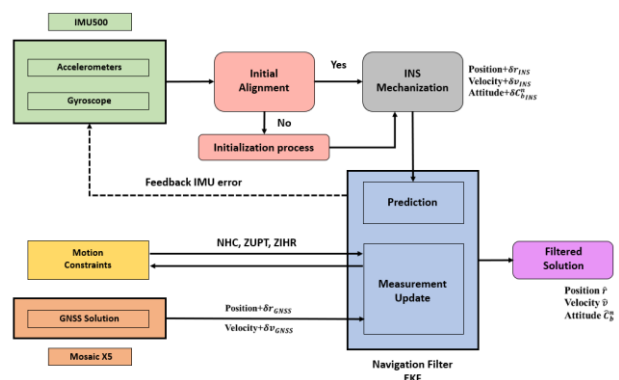 IMU500
Accelerometers
Gyroscope
Initial
Alignment
Yes
No
Initialization process
INS
Mechanization
Position+δr_INS
Velocity+δv_INS
Attitude+δC^n_b_INS
Feedback IMU error
Prediction
Motion
Constraints
NHC, ZUPT, ZIHR
Measurement
Update
Filtered
Solution
Position r̂
Velocity v̂
Attitude Ĉ^n_b
GNSS Solution
Position+δr_GNSS
Velocity+δv_GNSS
Mosaic X5
Navigation Filter
EKF